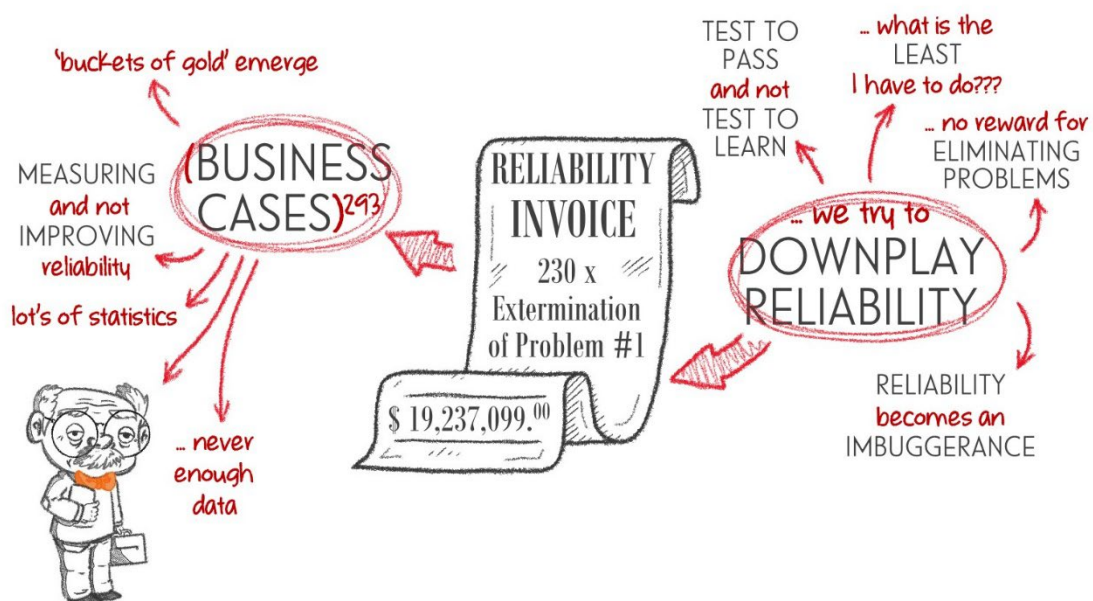 'buckets of gold' emerge
(BUSINESS
CASES)²⁹³
MEASURING
and not
IMPROVING
reliability
lot's of statistics
... never
enough
data
RELIABILITY
INVOICE
230 x
Extermination
of Problem #1
$ 19,237,099.⁰⁰
TEST TO
PASS
and not
TEST TO
LEARN
... what is the
LEAST
I have to do???
... no reward for
ELIMINATING
PROBLEMS
... we try to
DOWNPLAY
RELIABILITY
RELIABILITY
becomes an
IMBUGGERANCE